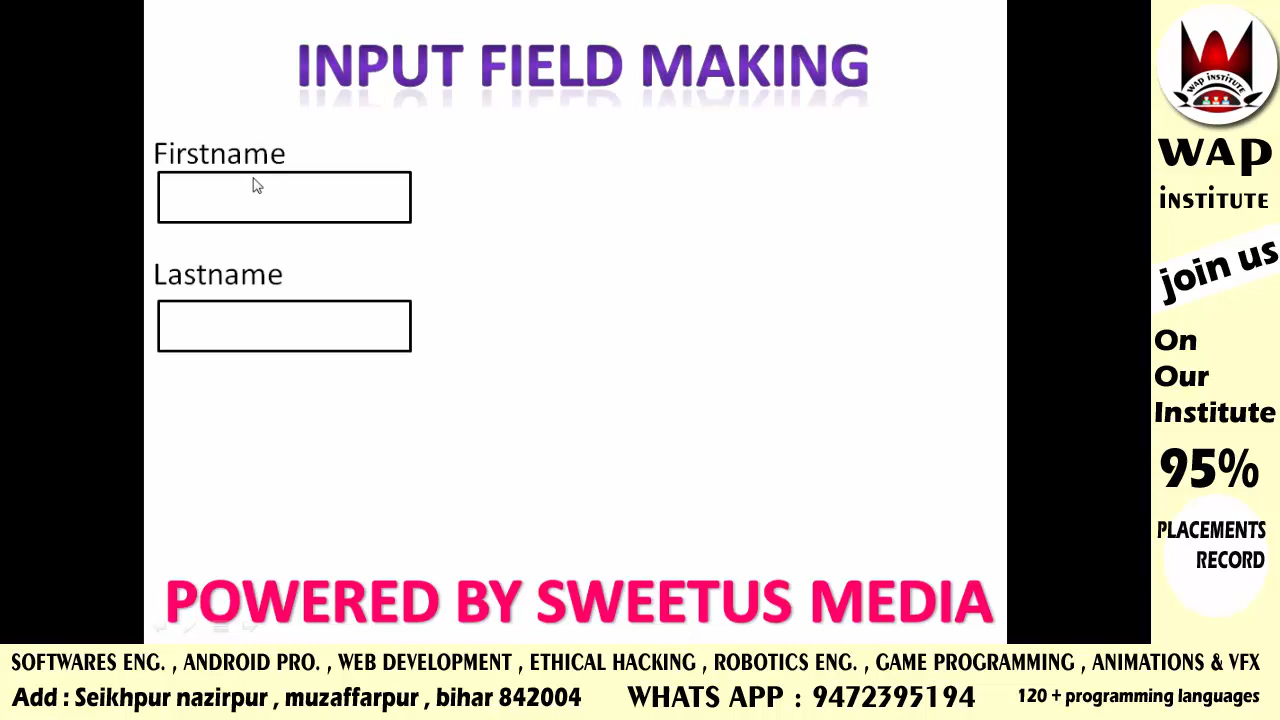 INPUT FIELD MAKING
Firstname
Lastname
POWERED BY SWEETUS MEDIA
WAP INSTITUTE
WAP
INSTITUTE
join us
On
Our
Institute
95%
PLACEMENTS
RECORD
SOFTWARES ENG. , ANDROID PRO. , WEB DEVELOPMENT , ETHICAL HACKING , ROBOTICS ENG. , GAME PROGRAMMING , ANIMATIONS & VFX
Add : Seikhpur nazirpur , muzaffarpur , bihar 842004 WHATS APP : 9472395194 120 + programming languages